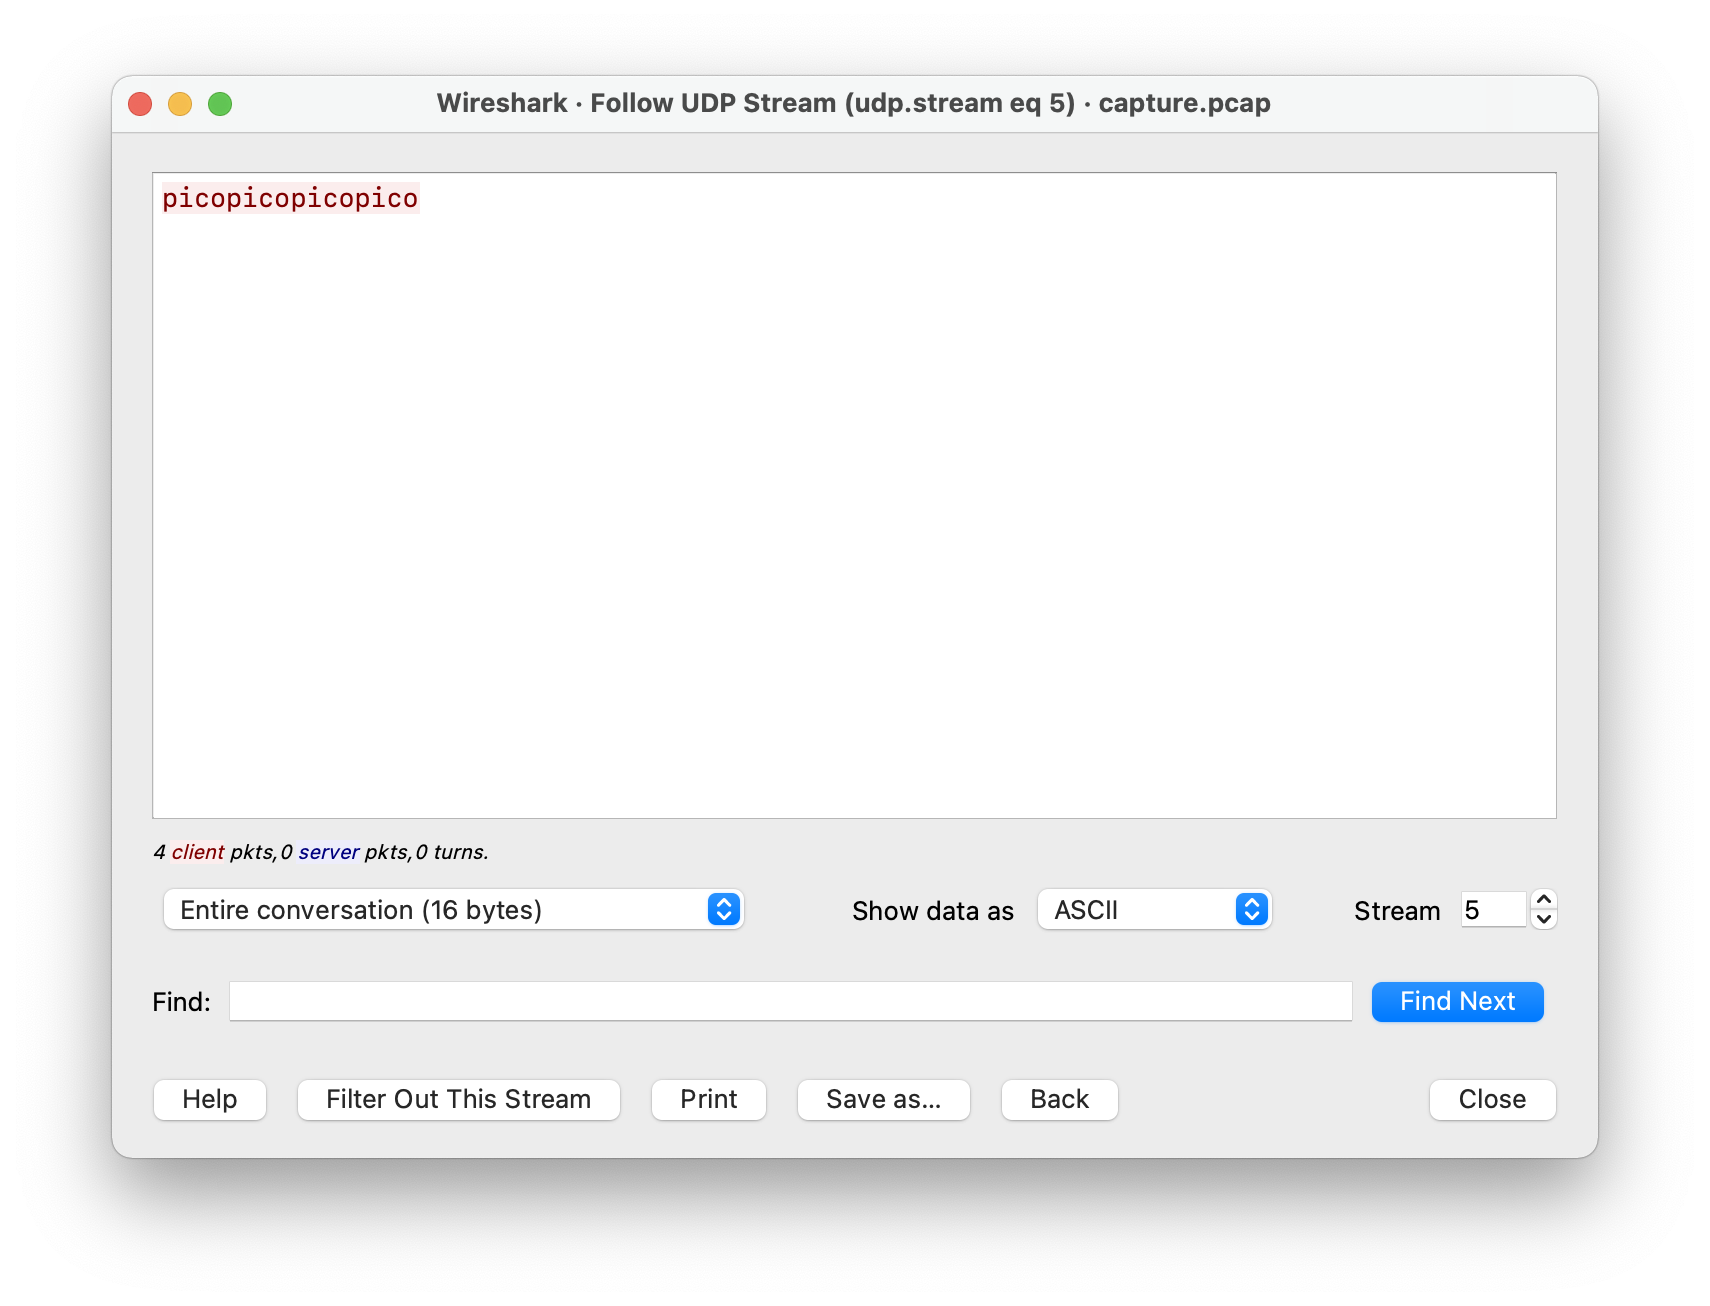 Wireshark · Follow UDP Stream (udp.stream eq 5) · capture.pcap
picopicopicopico
4 client pkts, 0 server pkts, 0 turns.
Entire conversation (16 bytes) Show data as ASCII Stream 5
Find: Find Next
Help Filter Out This Stream Print Save as... Back Close